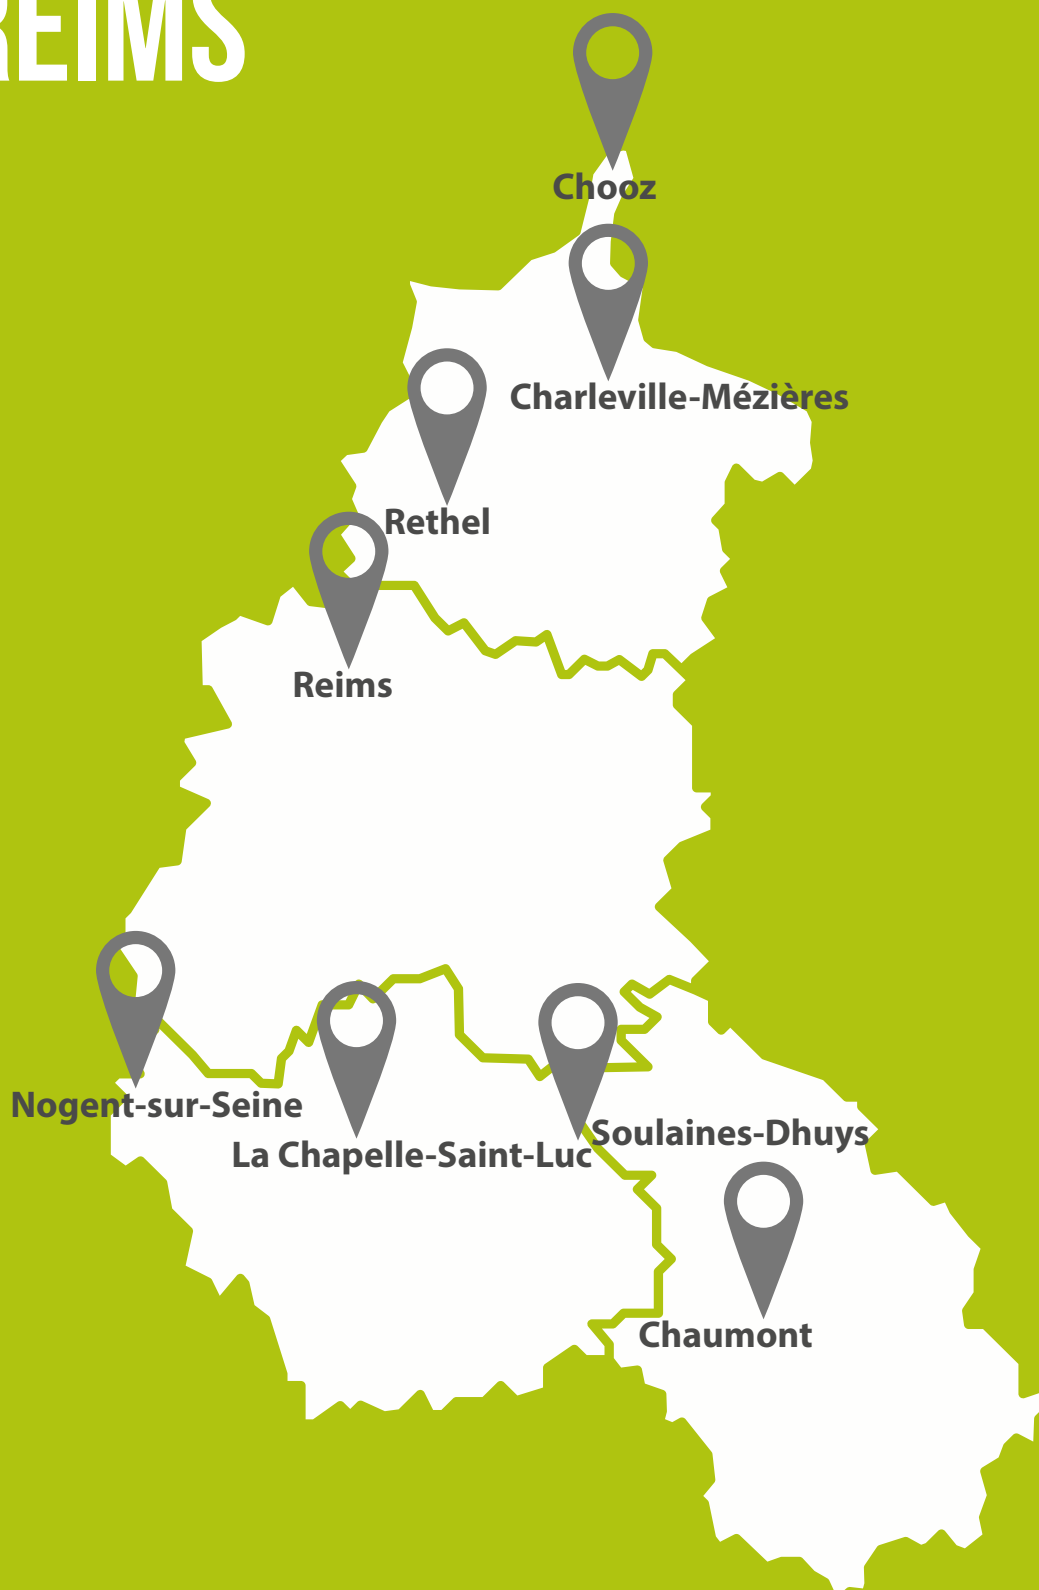 REIMS
Chooz
Charleville-Mézières
Rethel
Reims
Nogent-sur-Seine
La Chapelle-Saint-Luc
Soulaines-Dhuys
Chaumont